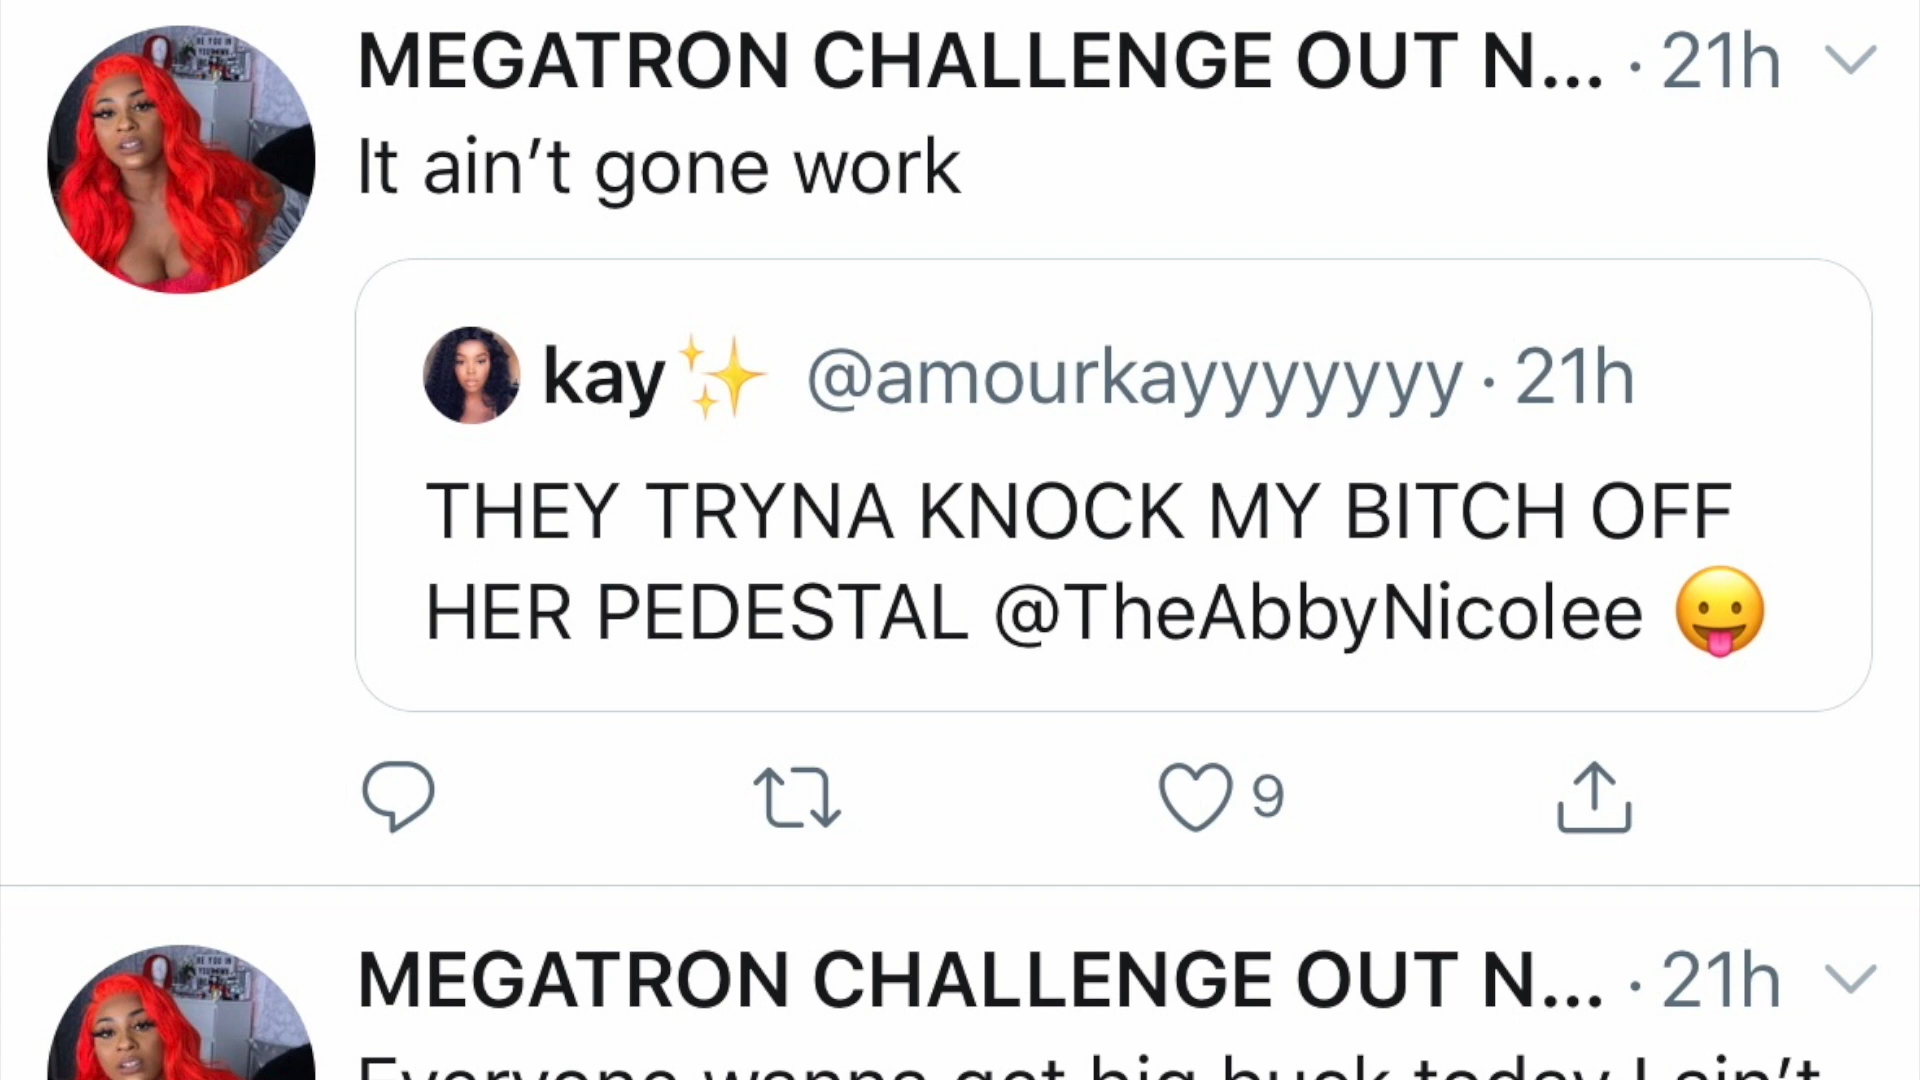 MEGATRON CHALLENGE OUT N... · 21h
It ain’t gone work
kay✨ @amourkayyyyyyy · 21h
THEY TRYNA KNOCK MY BITCH OFF
HER PEDESTAL @TheAbbyNicolee 😛
9
MEGATRON CHALLENGE OUT N... · 21h
Everyone wanna get big buck today I ain’t